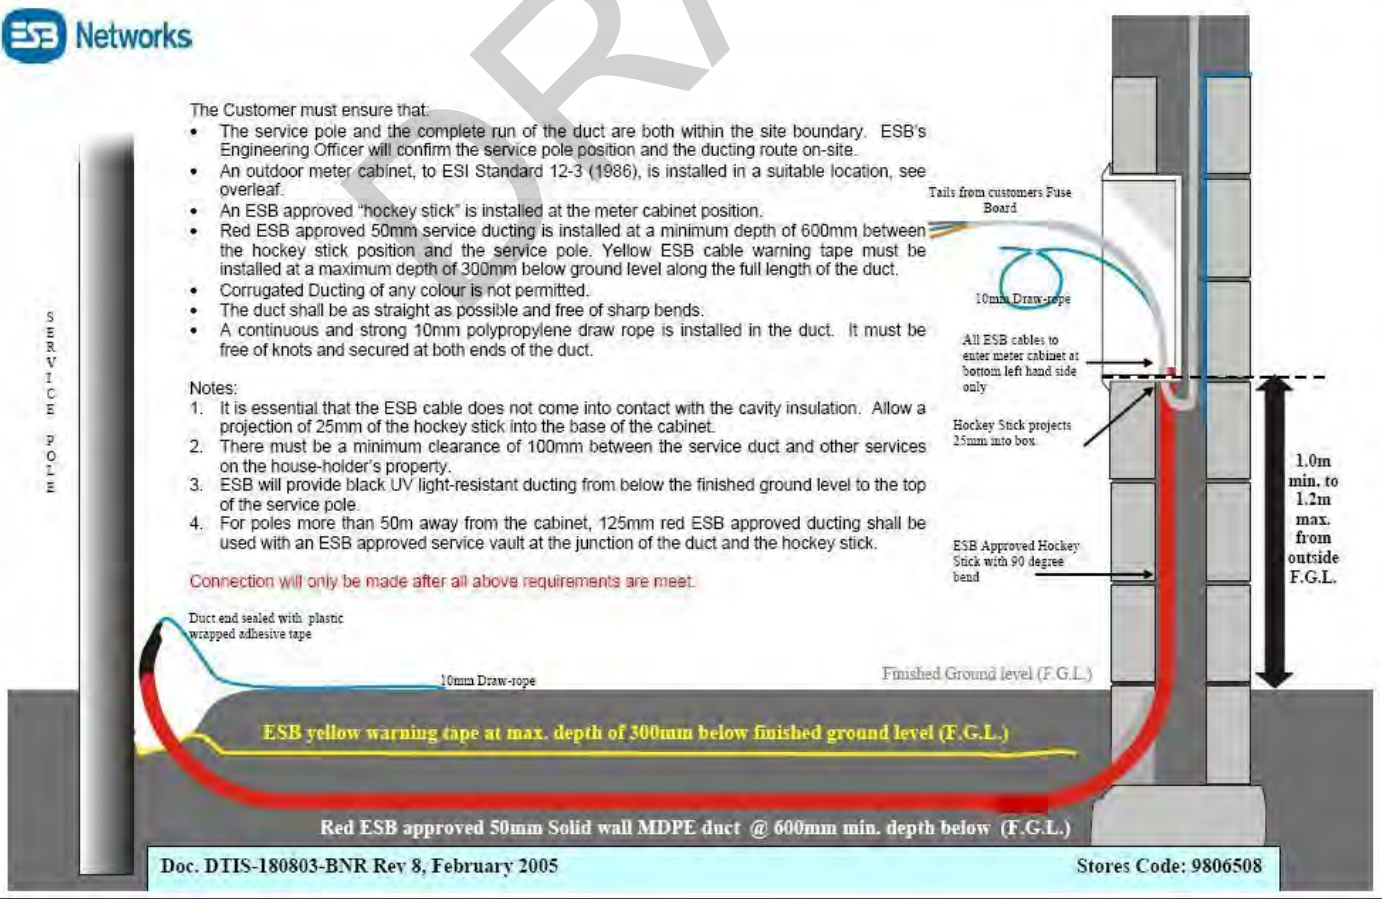 ESB Networks
DRA
The Customer must ensure that:
• The service pole and the complete run of the duct are both within the site boundary. ESB's
Engineering Officer will confirm the service pole position and the ducting route on-site.
• An outdoor meter cabinet, to ESI Standard 12-3 (1986), is installed in a suitable location, see
overleaf.
• An ESB approved “hockey stick” is installed at the meter cabinet position.
• Red ESB approved 50mm service ducting is installed at a minimum depth of 600mm between
the hockey stick position and the service pole. Yellow ESB cable warning tape must be
installed at a maximum depth of 300mm below ground level along the full length of the duct.
• Corrugated Ducting of any colour is not permitted.
• The duct shall be as straight as possible and free of sharp bends.
• A continuous and strong 10mm polypropylene draw rope is installed in the duct. It must be
free of knots and secured at both ends of the duct.
Notes:
1. It is essential that the ESB cable does not come into contact with the cavity insulation. Allow a
projection of 25mm of the hockey stick into the base of the cabinet.
2. There must be a minimum clearance of 100mm between the service duct and other services
on the house-holder's property.
3. ESB will provide black UV light-resistant ducting from below the finished ground level to the top
of the service pole.
4. For poles more than 50m away from the cabinet, 125mm red ESB approved ducting shall be
used with an ESB approved service vault at the junction of the duct and the hockey stick.
Connection will only be made after all above requirements are meet.
SERVICE POLE
Tails from customers Fuse
Board
10mm Draw-rope
All ESB cables to
enter meter cabinet at
bottom left hand side
only
Hockey Stick projects
25mm into box.
ESB Approved Hockey
Stick with 90 degree
bend
1.0m
min. to
1.2m
max.
from
outside
F.G.L.
Duct end sealed with plastic
wrapped adhesive tape
10mm Draw-rope
Finished Ground level (F.G.L.)
ESB yellow warning tape at max. depth of 300mm below finished ground level (F.G.L.)
Red ESB approved 50mm Solid wall MDPE duct @ 600mm min. depth below (F.G.L.)
Doc. DTIS-180803-BNR Rev 8, February 2005
Stores Code: 9806508